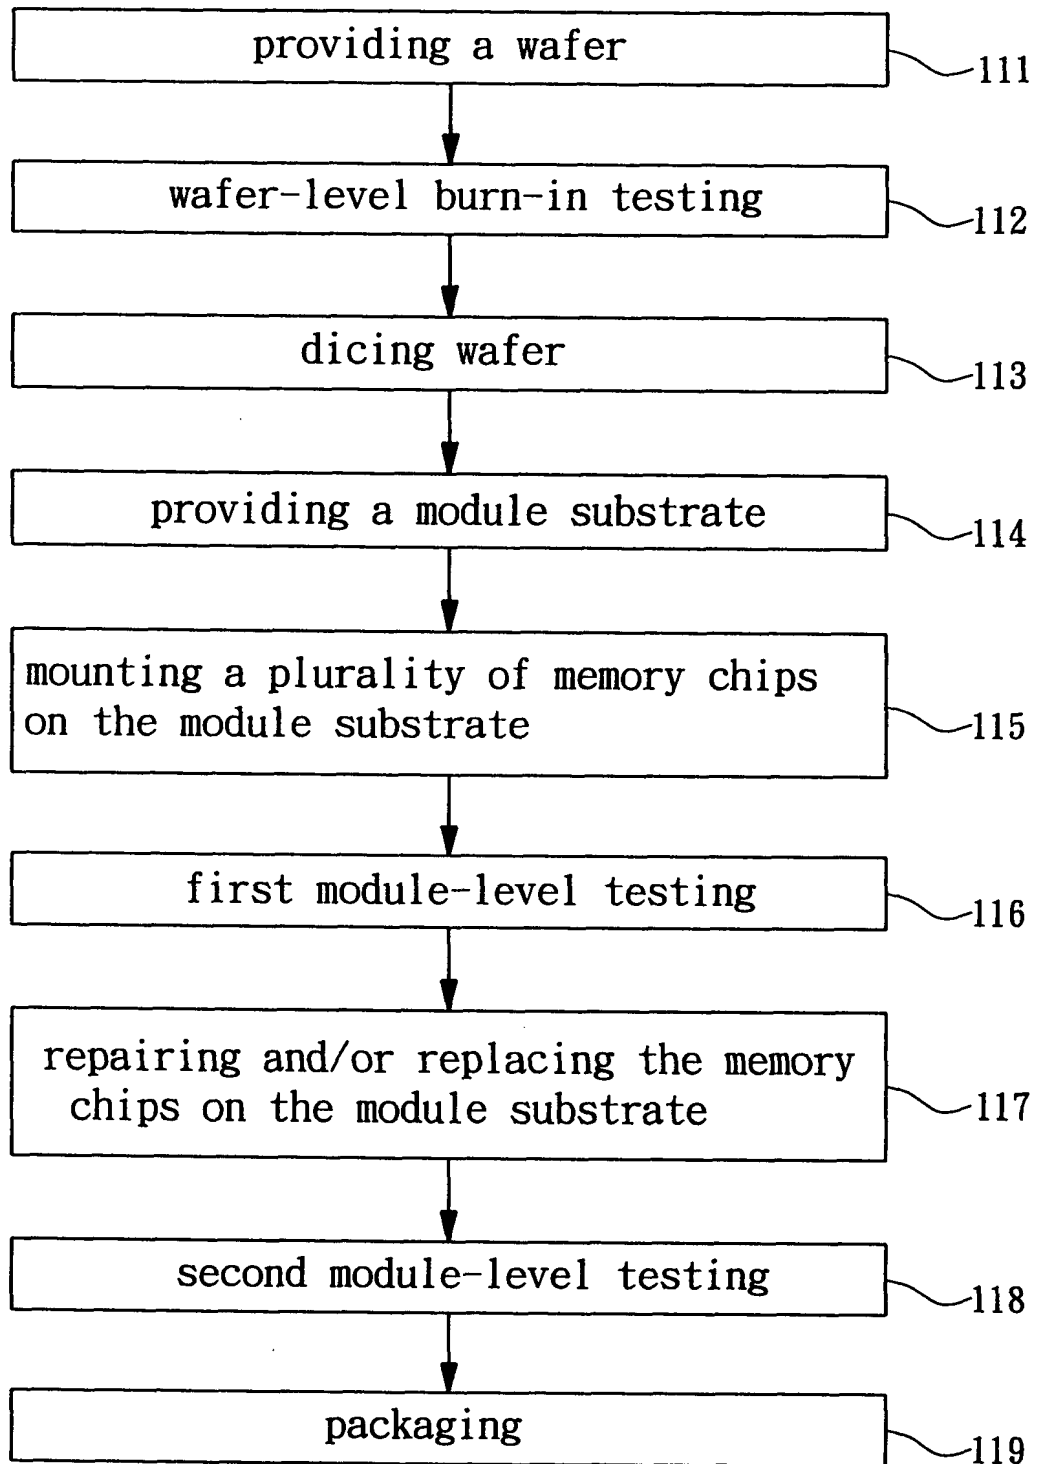 providing a wafer
111
wafer-level burn-in testing
112
dicing wafer
113
providing a module substrate
114
mounting a plurality of memory chips
on the module substrate
115
first module-level testing
116
repairing and/or replacing the memory
chips on the module substrate
117
second module-level testing
118
packaging
119